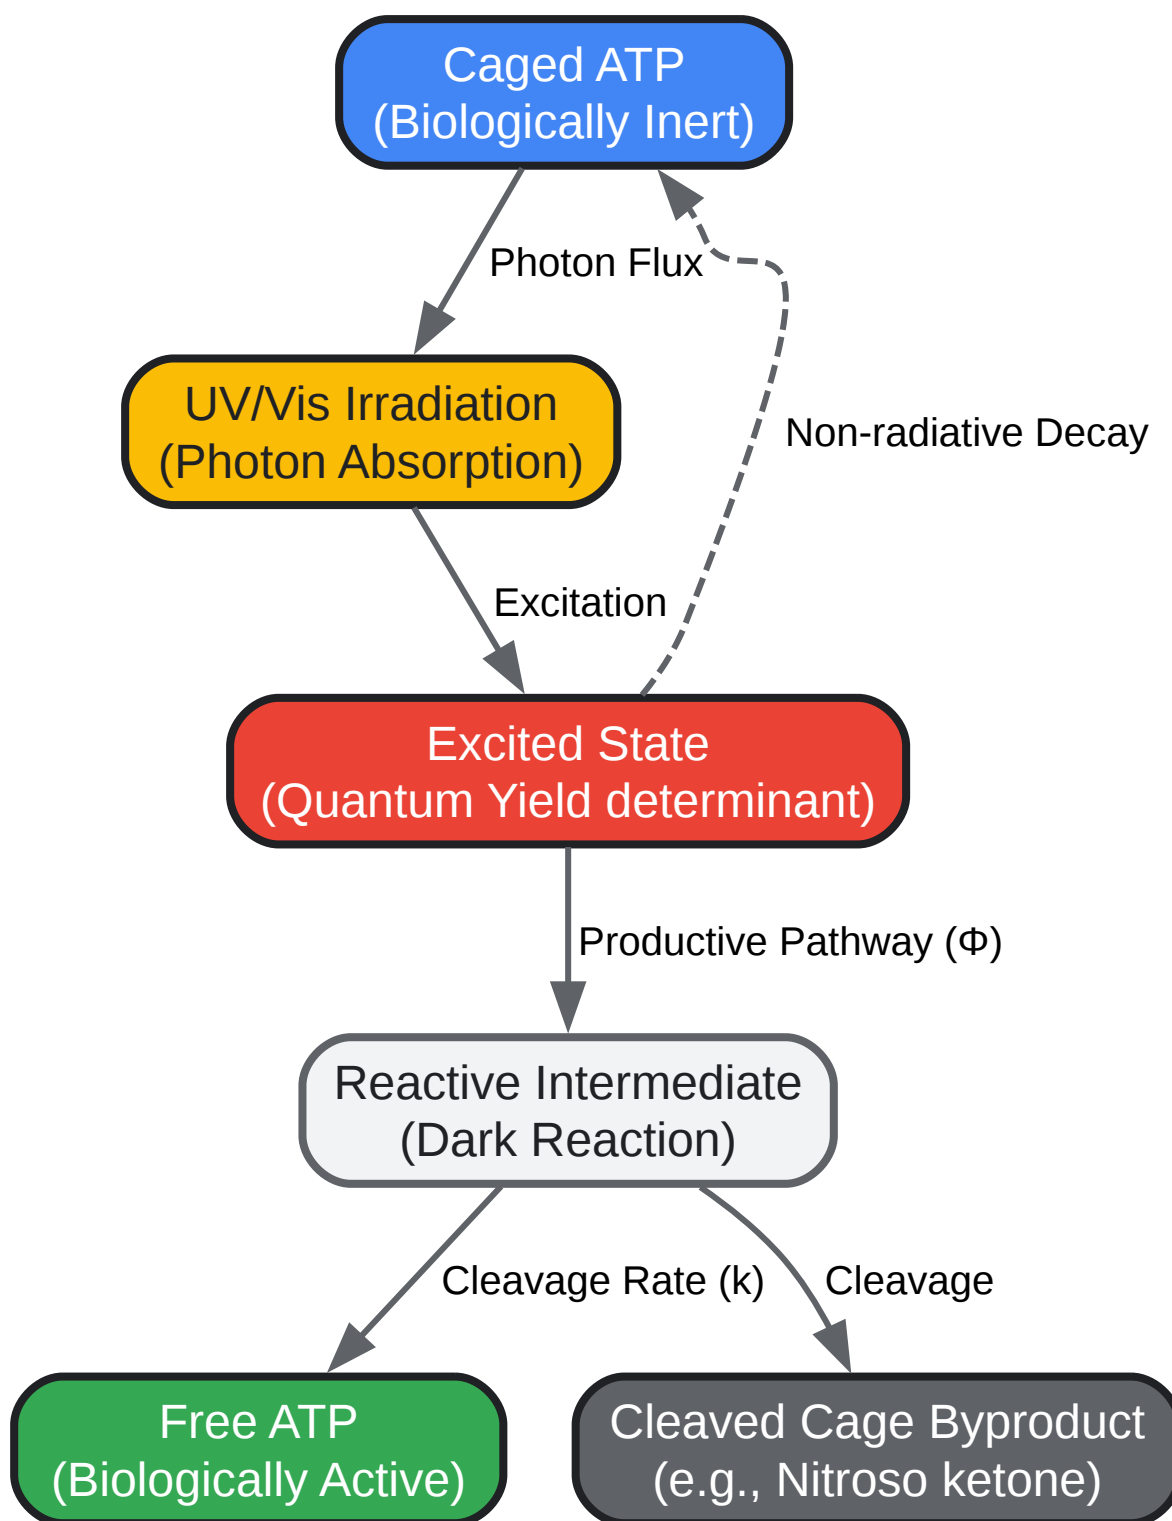 Caged ATP
(Biologically Inert)
Photon Flux
UV/Vis Irradiation
(Photon Absorption)
Non-radiative Decay
Excitation
Excited State
(Quantum Yield determinant)
Productive Pathway (Φ)
Reactive Intermediate
(Dark Reaction)
Cleavage Rate (k)
Cleavage
Free ATP
(Biologically Active)
Cleaved Cage Byproduct
(e.g., Nitroso ketone)